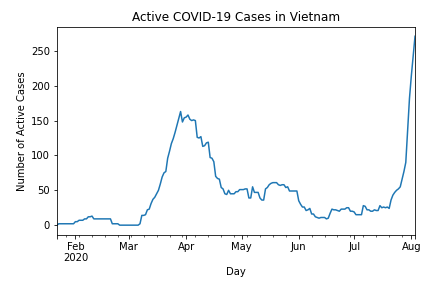 Active COVID-19 Cases in Vietnam
Number of Active Cases
250
200
150
100
50
0
Feb Mar Apr May Jun Jul Aug
2020
Day